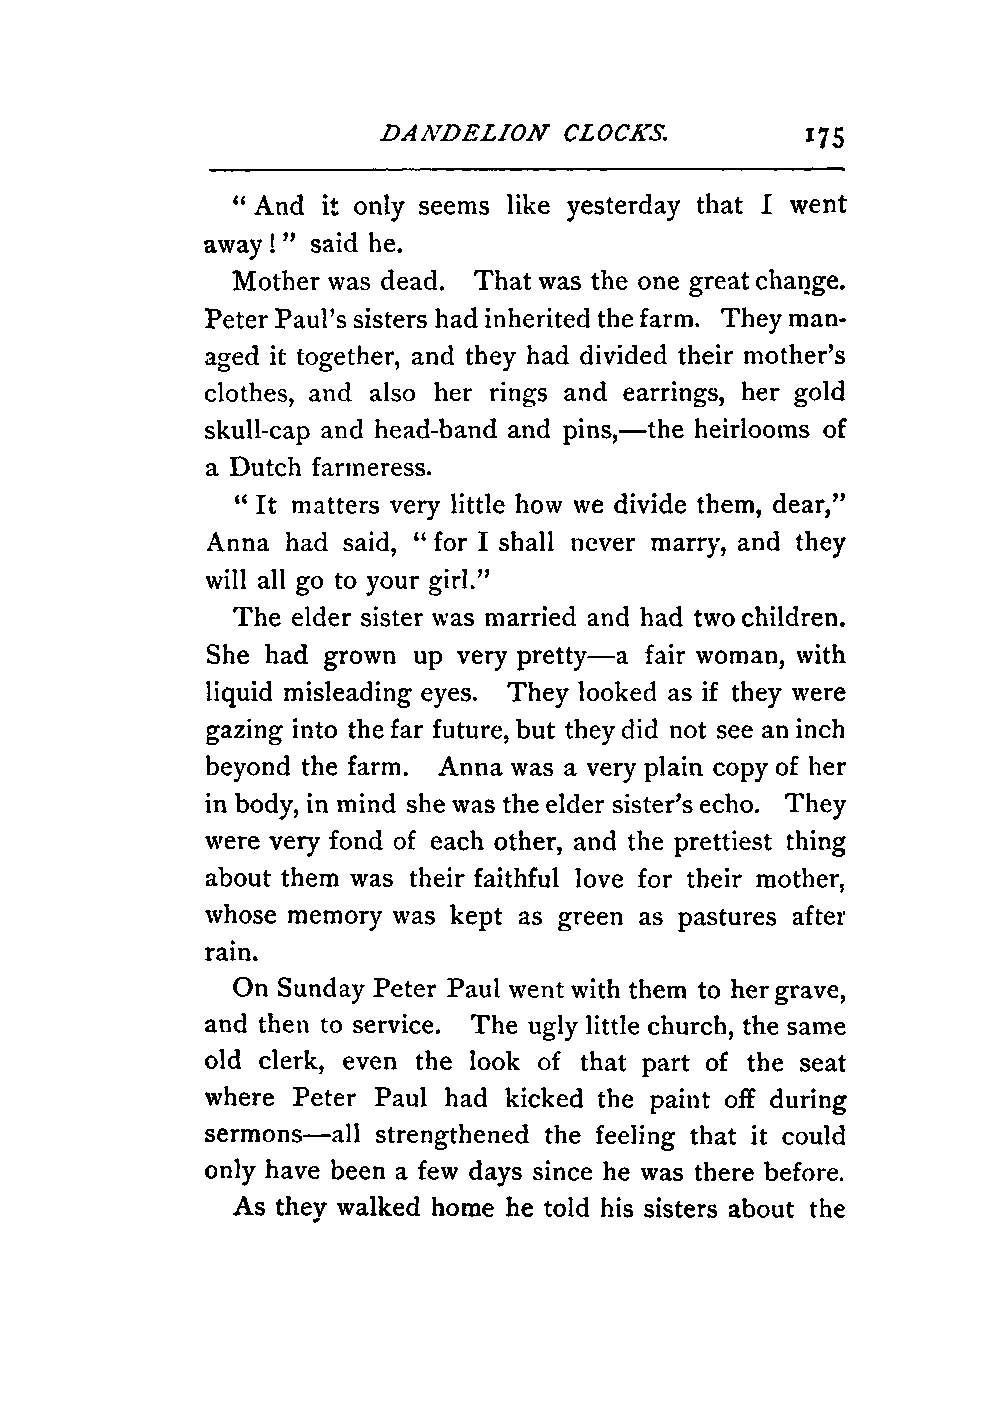 DANDELION CLOCKS. 175
“ And it only seems like yesterday that I went
away ! ” said he.
Mother was dead. That was the one great change.
Peter Paul’s sisters had inherited the farm. They man-
aged it together, and they had divided their mother’s
clothes, and also her rings and earrings, her gold
skull-cap and head-band and pins,—the heirlooms of
a Dutch farmeress.
“ It matters very little how we divide them, dear,”
Anna had said, “ for I shall never marry, and they
will all go to your girl.”
The elder sister was married and had two children.
She had grown up very pretty—a fair woman, with
liquid misleading eyes. They looked as if they were
gazing into the far future, but they did not see an inch
beyond the farm. Anna was a very plain copy of her
in body, in mind she was the elder sister’s echo. They
were very fond of each other, and the prettiest thing
about them was their faithful love for their mother,
whose memory was kept as green as pastures after
rain.
On Sunday Peter Paul went with them to her grave,
and then to service. The ugly little church, the same
old clerk, even the look of that part of the seat
where Peter Paul had kicked the paint off during
sermons—all strengthened the feeling that it could
only have been a few days since he was there before.
As they walked home he told his sisters about the